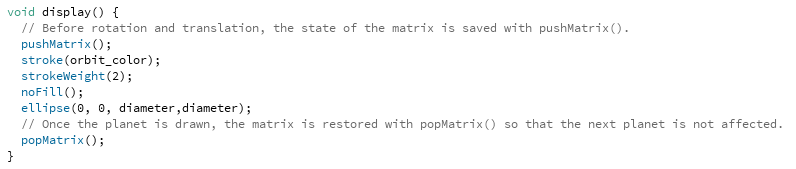 void display() {
  // Before rotation and translation, the state of the matrix is saved with pushMatrix().
  pushMatrix();
  stroke(orbit_color);
  strokeWeight(2);
  noFill();
  ellipse(0, 0, diameter,diameter);
  // Once the planet is drawn, the matrix is restored with popMatrix() so that the next planet is not affected.
  popMatrix();
}